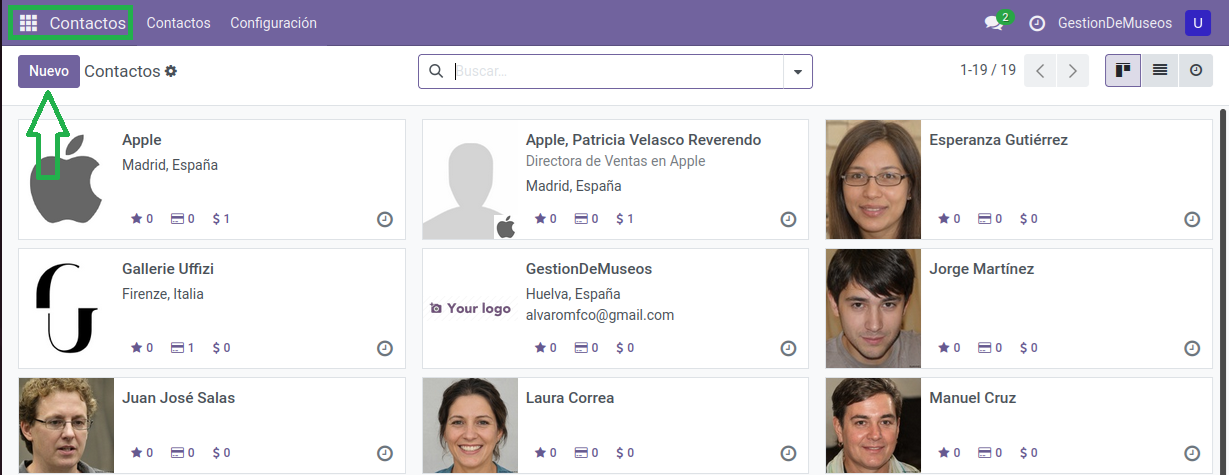 Contactos Contactos Configuración 2 GestionDeMuseos U
Nuevo Contactos Buscar... 1-19 / 19
Apple
Madrid, España
0 0 $ 1
Apple, Patricia Velasco Reverendo
Directora de Ventas en Apple
Madrid, España
0 0 $ 1
Esperanza Gutiérrez
0 0 $ 0
Gallerie Uffizi
Firenze, Italia
0 1 $ 0
Your logo
GestionDeMuseos
Huelva, España
alvaromfco@gmail.com
0 0 $ 0
Jorge Martínez
0 0 $ 0
Juan José Salas
0 0 $ 0
Laura Correa
0 0 $ 0
Manuel Cruz
0 0 $ 0